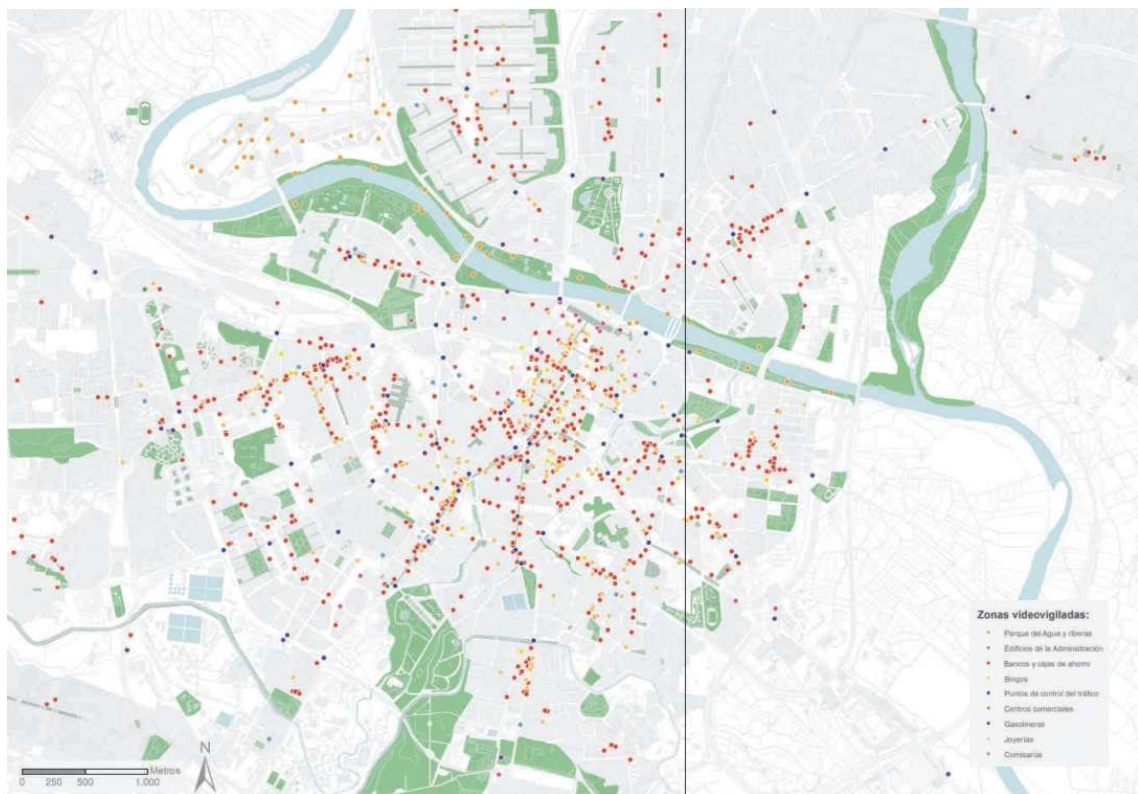 Zonas videovigiladas:
Parque del Agua y riberas
Edificios de la Administración
Bancos y cajas de ahorro
Bingos
Puntos de control del tráfico
Centros comerciales
Gasolineras
Joyerías
Comisarías
N
Metros
0 250 500 1.000